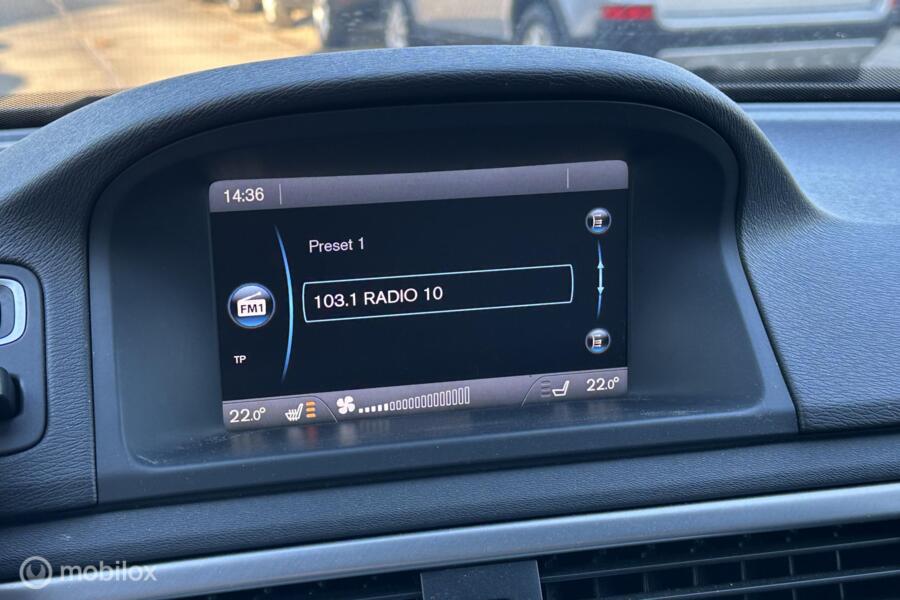 14:36
Preset 1
103.1 RADIO 10
FM1
TP
22.0°
22.0°
mobilox